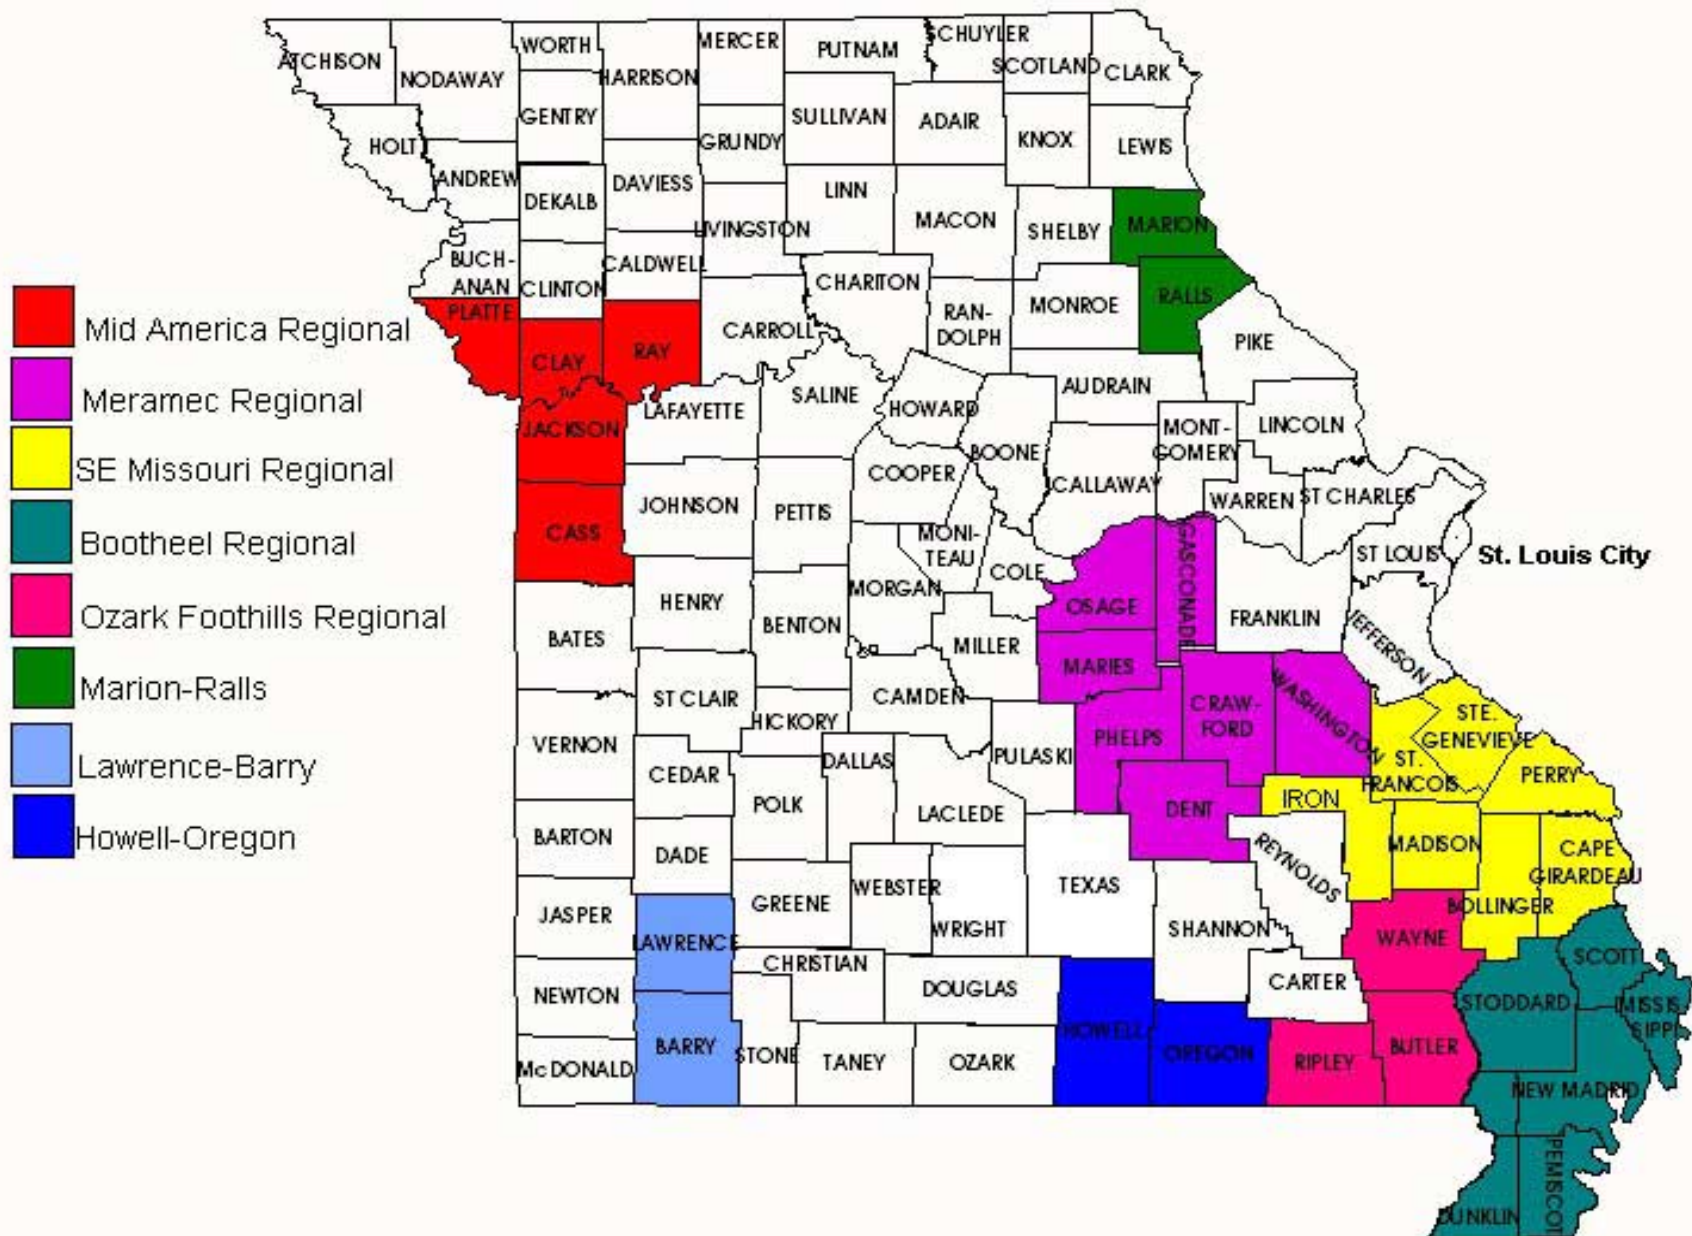 ATCHISON
NODAWAY
WORTH
HARRISON
MERCER
PUTNAM
SCHUYLER
SCOTLAND
CLARK
HOLT
GENTRY
GRUNDY
SULLIVAN
ADAIR
KNOX
LEWIS
ANDREW
DEKALB
DAVIESS
LIVINGSTON
LINN
MACON
SHELBY
MARION
BUCH-
ANAN
CLINTON
CALDWELL
CHARITON
RAN-
DOLPH
MONROE
RALLS
PIKE
PLATTE
CLAY
RAY
CARROLL
SALINE
HOWARD
AUDRAIN
MONT-
GOMERY
LINCOLN
JACKSON
LAFAYETTE
COOPER
BOONE
CALLAWAY
WARREN
ST CHARLES
CASS
JOHNSON
PETTIS
MONI-
TEAU
COLE
MORGAN
OSAGE
GASCONADE
FRANKLIN
ST LOUIS
St. Louis City
JEFFERSON
BATES
HENRY
BENTON
MILLER
MARIES
ST CLAIR
HICKORY
CAMDEN
PULASKI
PHELPS
CRAW-
FORD
WASHINGTON
STE.
GENEVIEVE
ST.
FRANCOIS
PERRY
VERNON
CEDAR
POLK
DALLAS
LACLEDE
DENT
IRON
MADISON
CAPE
GIRARDEAU
BOLLINGER
REYNOLDS
BARTON
DADE
GREENE
WEBSTER
WRIGHT
TEXAS
SHANNON
CARTER
WAYNE
SCOTT
STODDARD
MISSIS
SIPPI
JASPER
LAWRENCE
CHRISTIAN
DOUGLAS
HOWELL
OREGON
RIPLEY
BUTLER
NEW MADRID
NEWTON
McDONALD
BARRY
STONE
TANEY
OZARK
DUNKLIN
PEMISCOT
Mid America Regional
Meramec Regional
SE Missouri Regional
Bootheel Regional
Ozark Foothills Regional
Marion-Ralls
Lawrence-Barry
Howell-Oregon